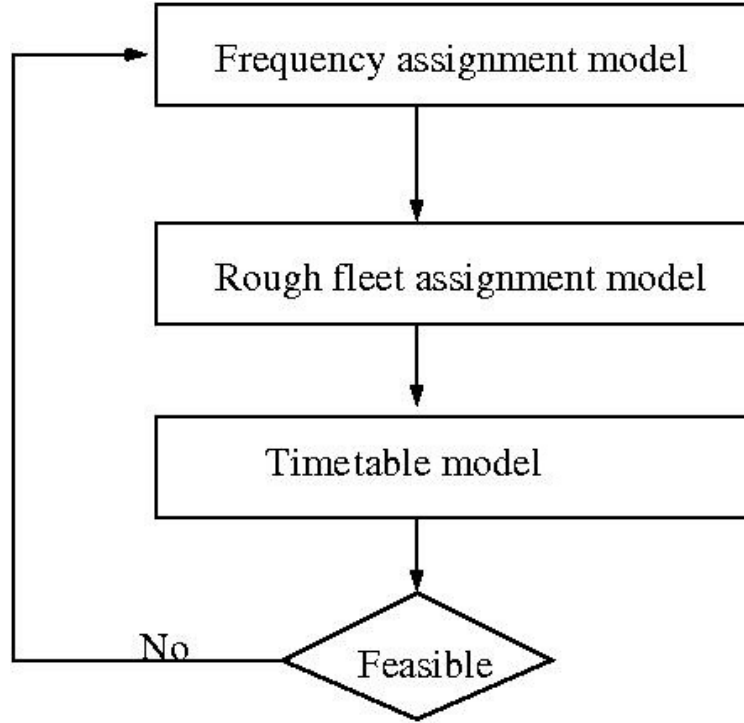 Frequency assignment model
Rough fleet assignment model
Timetable model
No
Feasible